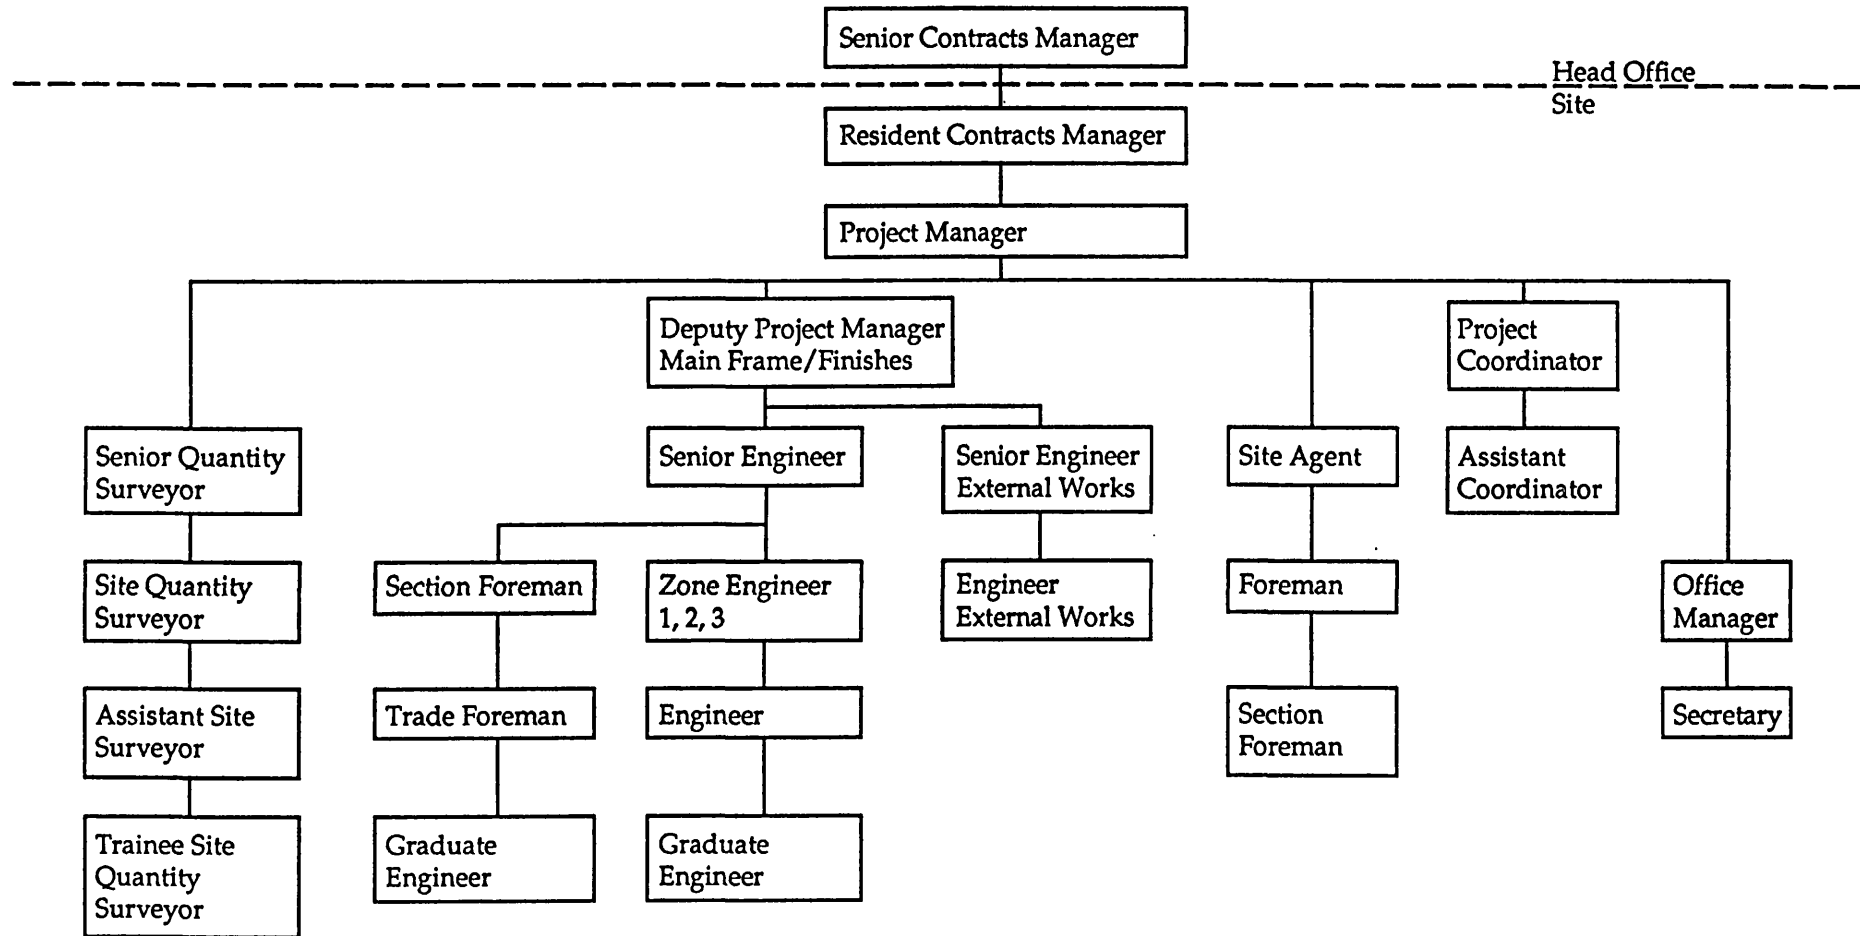 Senior Contracts Manager
Head Office
Site
Resident Contracts Manager
Project Manager
Deputy Project Manager
Main Frame/Finishes
Project
Coordinator
Senior Quantity
Surveyor
Senior Engineer
Senior Engineer
External Works
Site Agent
Assistant
Coordinator
Site Quantity
Surveyor
Section Foreman
Zone Engineer
1, 2, 3
Engineer
External Works
Foreman
Office
Manager
Assistant Site
Surveyor
Trade Foreman
Engineer
Section
Foreman
Secretary
Trainee Site
Quantity
Surveyor
Graduate
Engineer
Graduate
Engineer